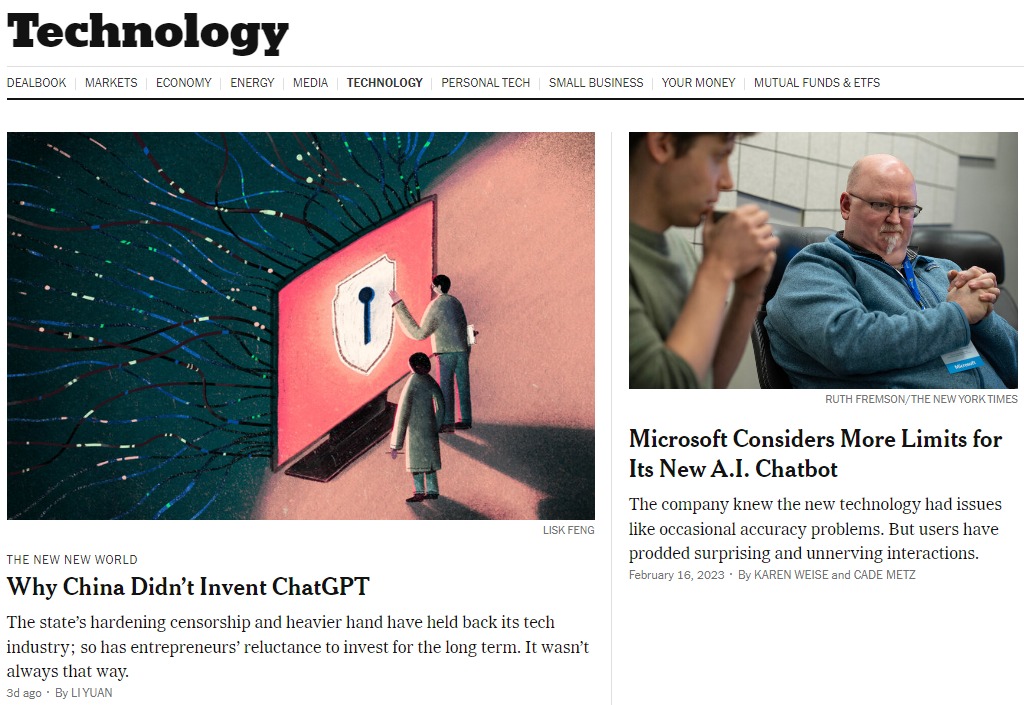 Technology
DEALBOOK MARKETS ECONOMY ENERGY MEDIA TECHNOLOGY PERSONAL TECH SMALL BUSINESS YOUR MONEY MUTUAL FUNDS & ETFS
LISK FENG
THE NEW NEW WORLD
Why China Didn’t Invent ChatGPT
The state’s hardening censorship and heavier hand have held back its tech
industry; so has entrepreneurs’ reluctance to invest for the long term. It wasn’t
always that way.
3d ago · By LI YUAN
Microsoft
RUTH FREMSON/THE NEW YORK TIMES
Microsoft Considers More Limits for
Its New A.I. Chatbot
The company knew the new technology had issues
like occasional accuracy problems. But users have
prodded surprising and unnerving interactions.
February 16, 2023 · By KAREN WEISE and CADE METZ